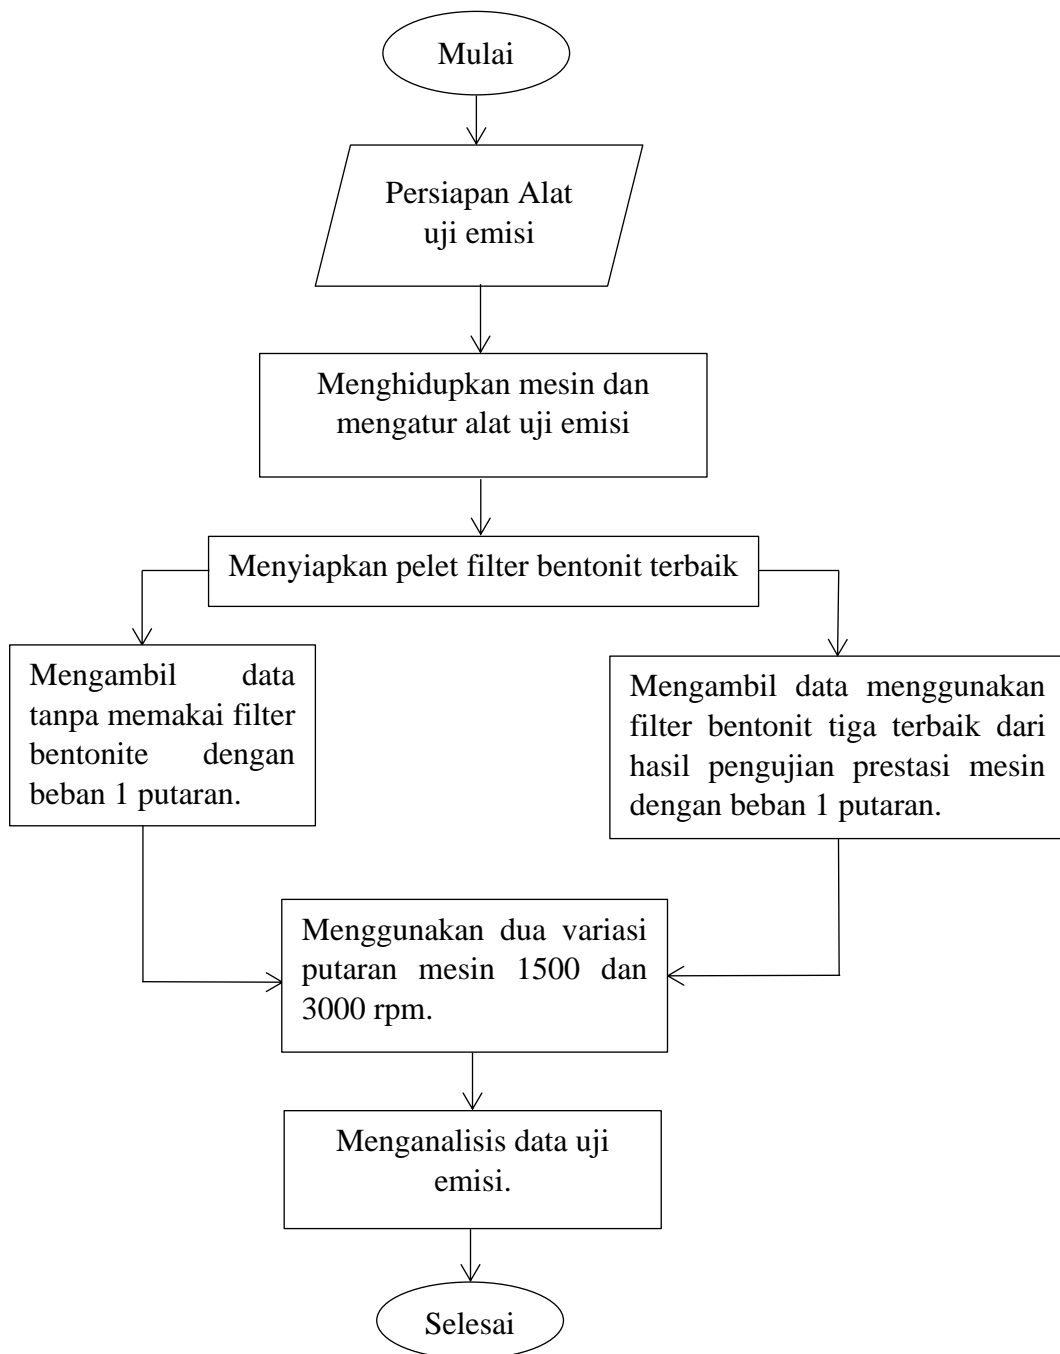 Mulai
Persiapan Alat
uji emisi
Menghidupkan mesin dan
mengatur alat uji emisi
Menyiapkan pelet filter bentonit terbaik
Mengambil data
tanpa memakai filter
bentonite dengan
beban 1 putaran.
Mengambil data menggunakan
filter bentonit tiga terbaik dari
hasil pengujian prestasi mesin
dengan beban 1 putaran.
Menggunakan dua variasi
putaran mesin 1500 dan
3000 rpm.
Menganalisis data uji
emisi.
Selesai